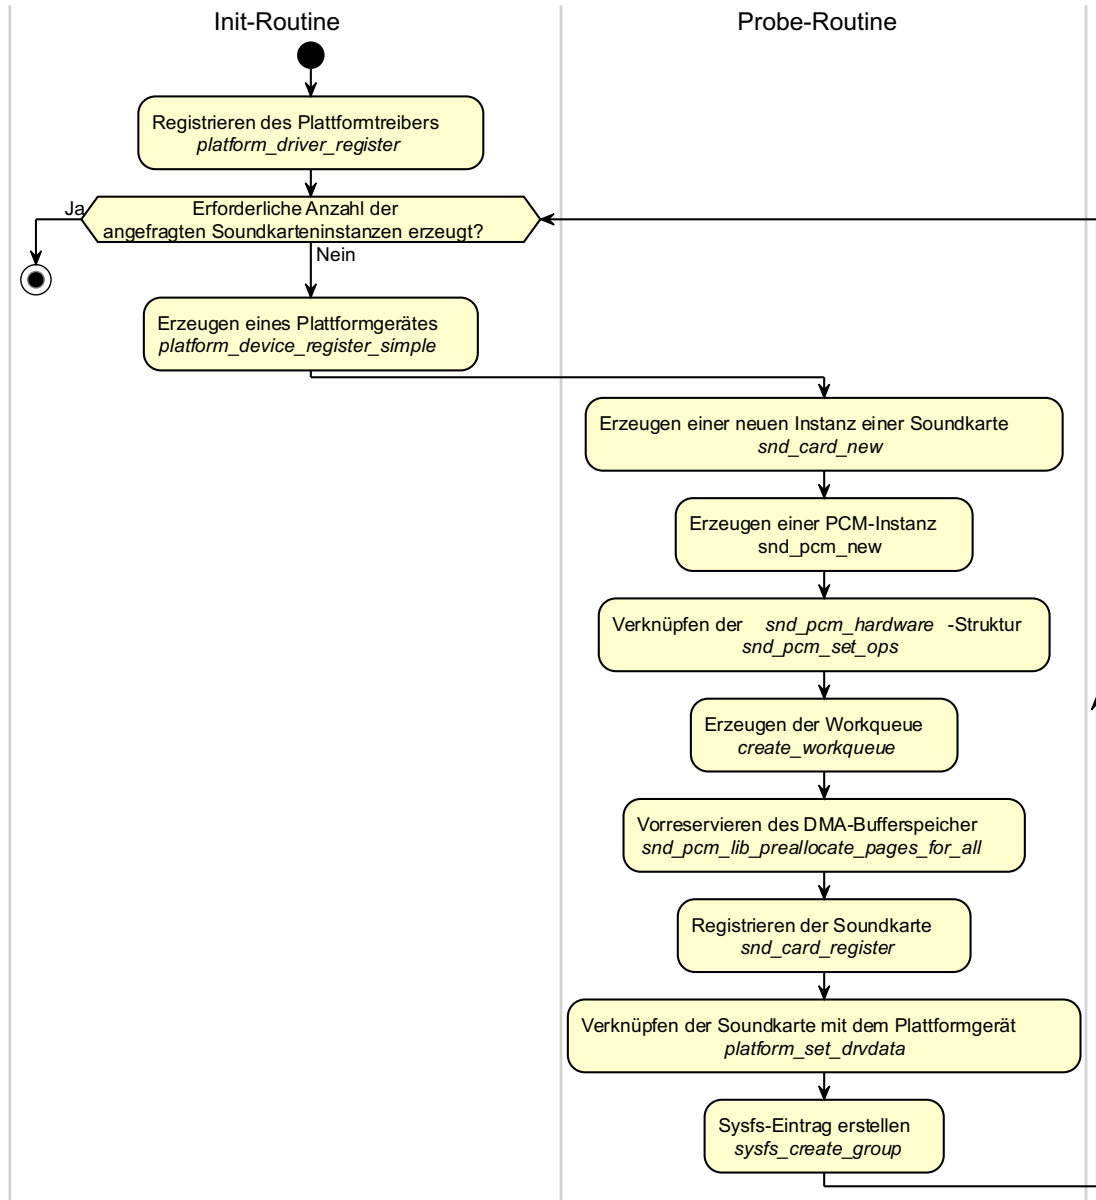 Init-Routine
Probe-Routine
Registrieren des Plattformtreibers
platform_driver_register
Ja
Erforderliche Anzahl der
angefragten Soundkarteninstanzen erzeugt?
Nein
Erzeugen eines Plattformgerätes
platform_device_register_simple
Erzeugen einer neuen Instanz einer Soundkarte
snd_card_new
Erzeugen einer PCM-Instanz
snd_pcm_new
Verknüpfen der snd_pcm_hardware -Struktur
snd_pcm_set_ops
Erzeugen der Workqueue
create_workqueue
Vorreservieren des DMA-Bufferspeicher
snd_pcm_lib_preallocate_pages_for_all
Registrieren der Soundkarte
snd_card_register
Verknüpfen der Soundkarte mit dem Plattformgerät
platform_set_drvdata
Sysfs-Eintrag erstellen
sysfs_create_group